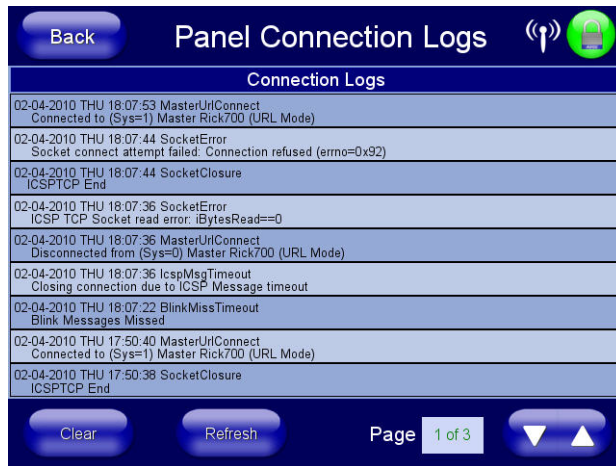 Back
Panel Connection Logs
Connection Logs
02-04-2010 THU 18:07:53 MasterUrlConnect
Connected to (Sys=1) Master Rick700 (URL Mode)
02-04-2010 THU 18:07:44 SocketError
Socket connect attempt failed: Connection refused (errno=0x92)
02-04-2010 THU 18:07:44 SocketClosure
ICSPTCP End
02-04-2010 THU 18:07:36 SocketError
ICSP TCP Socket read error: iBytesRead==0
02-04-2010 THU 18:07:36 MasterUrlConnect
Disconnected from (Sys=0) Master Rick700 (URL Mode)
02-04-2010 THU 18:07:36 IcspMsgTimeout
Closing connection due to ICSP Message timeout
02-04-2010 THU 18:07:22 BlinkMissTimeout
Blink Messages Missed
02-04-2010 THU 17:50:40 MasterUrlConnect
Connected to (Sys=1) Master Rick700 (URL Mode)
02-04-2010 THU 17:50:38 SocketClosure
ICSPTCP End
Clear
Refresh
Page 1 of 3